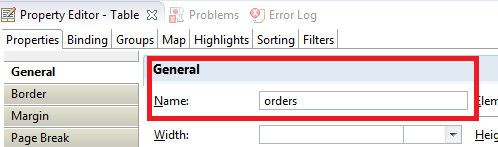 Property Editor - Table Problems Error Log
Properties Binding Groups Map Highlights Sorting Filters
General
General
Border
Name: orders
Margin
Page Break
Width: